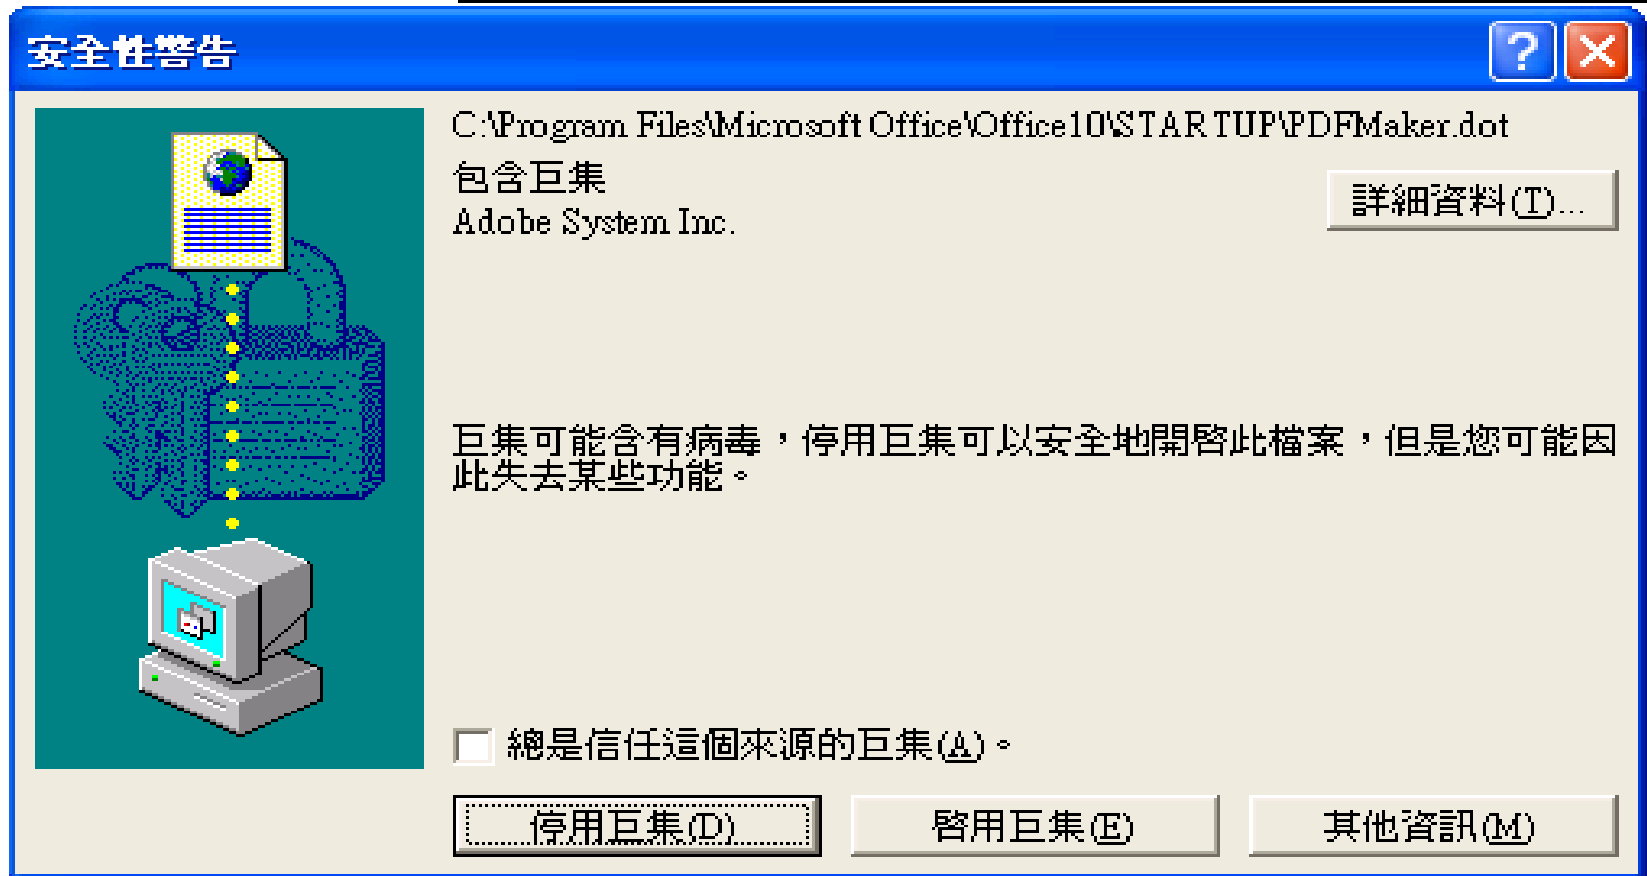 安全性警告
C:\Program Files\Microsoft Office\Office10\STARTUP\PDFMaker.dot
包含巨集
詳細資料(T)...
Adobe System Inc.
巨集可能含有病毒，停用巨集可以安全地開啓此檔案，但是您可能因
此失去某些功能。
總是信任這個來源的巨集(A)。
停用巨集(D)
啓用巨集(E)
其他資訊(M)